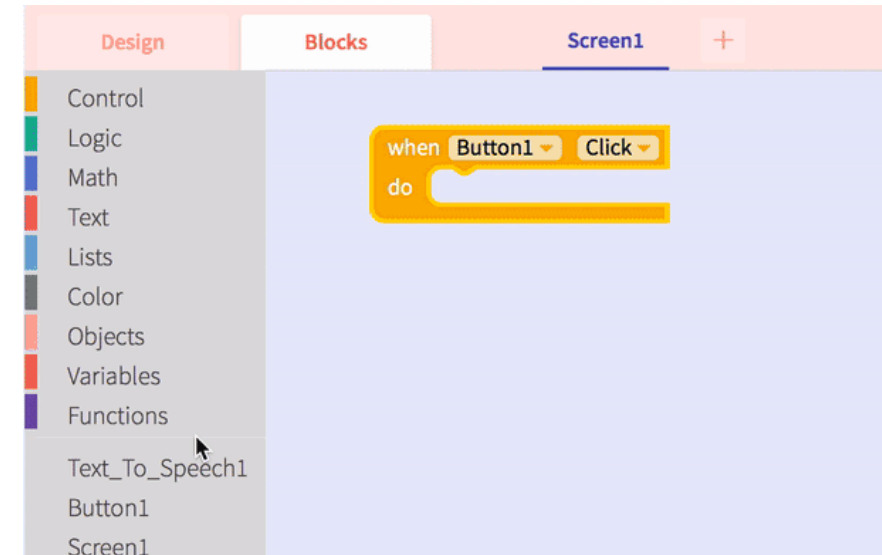 Design Blocks Screen1 +
Control
Logic
Math
Text
Lists
Color
Objects
Variables
Functions
Text_To_Speech1
Button1
Screen1
when Button1 Click
do